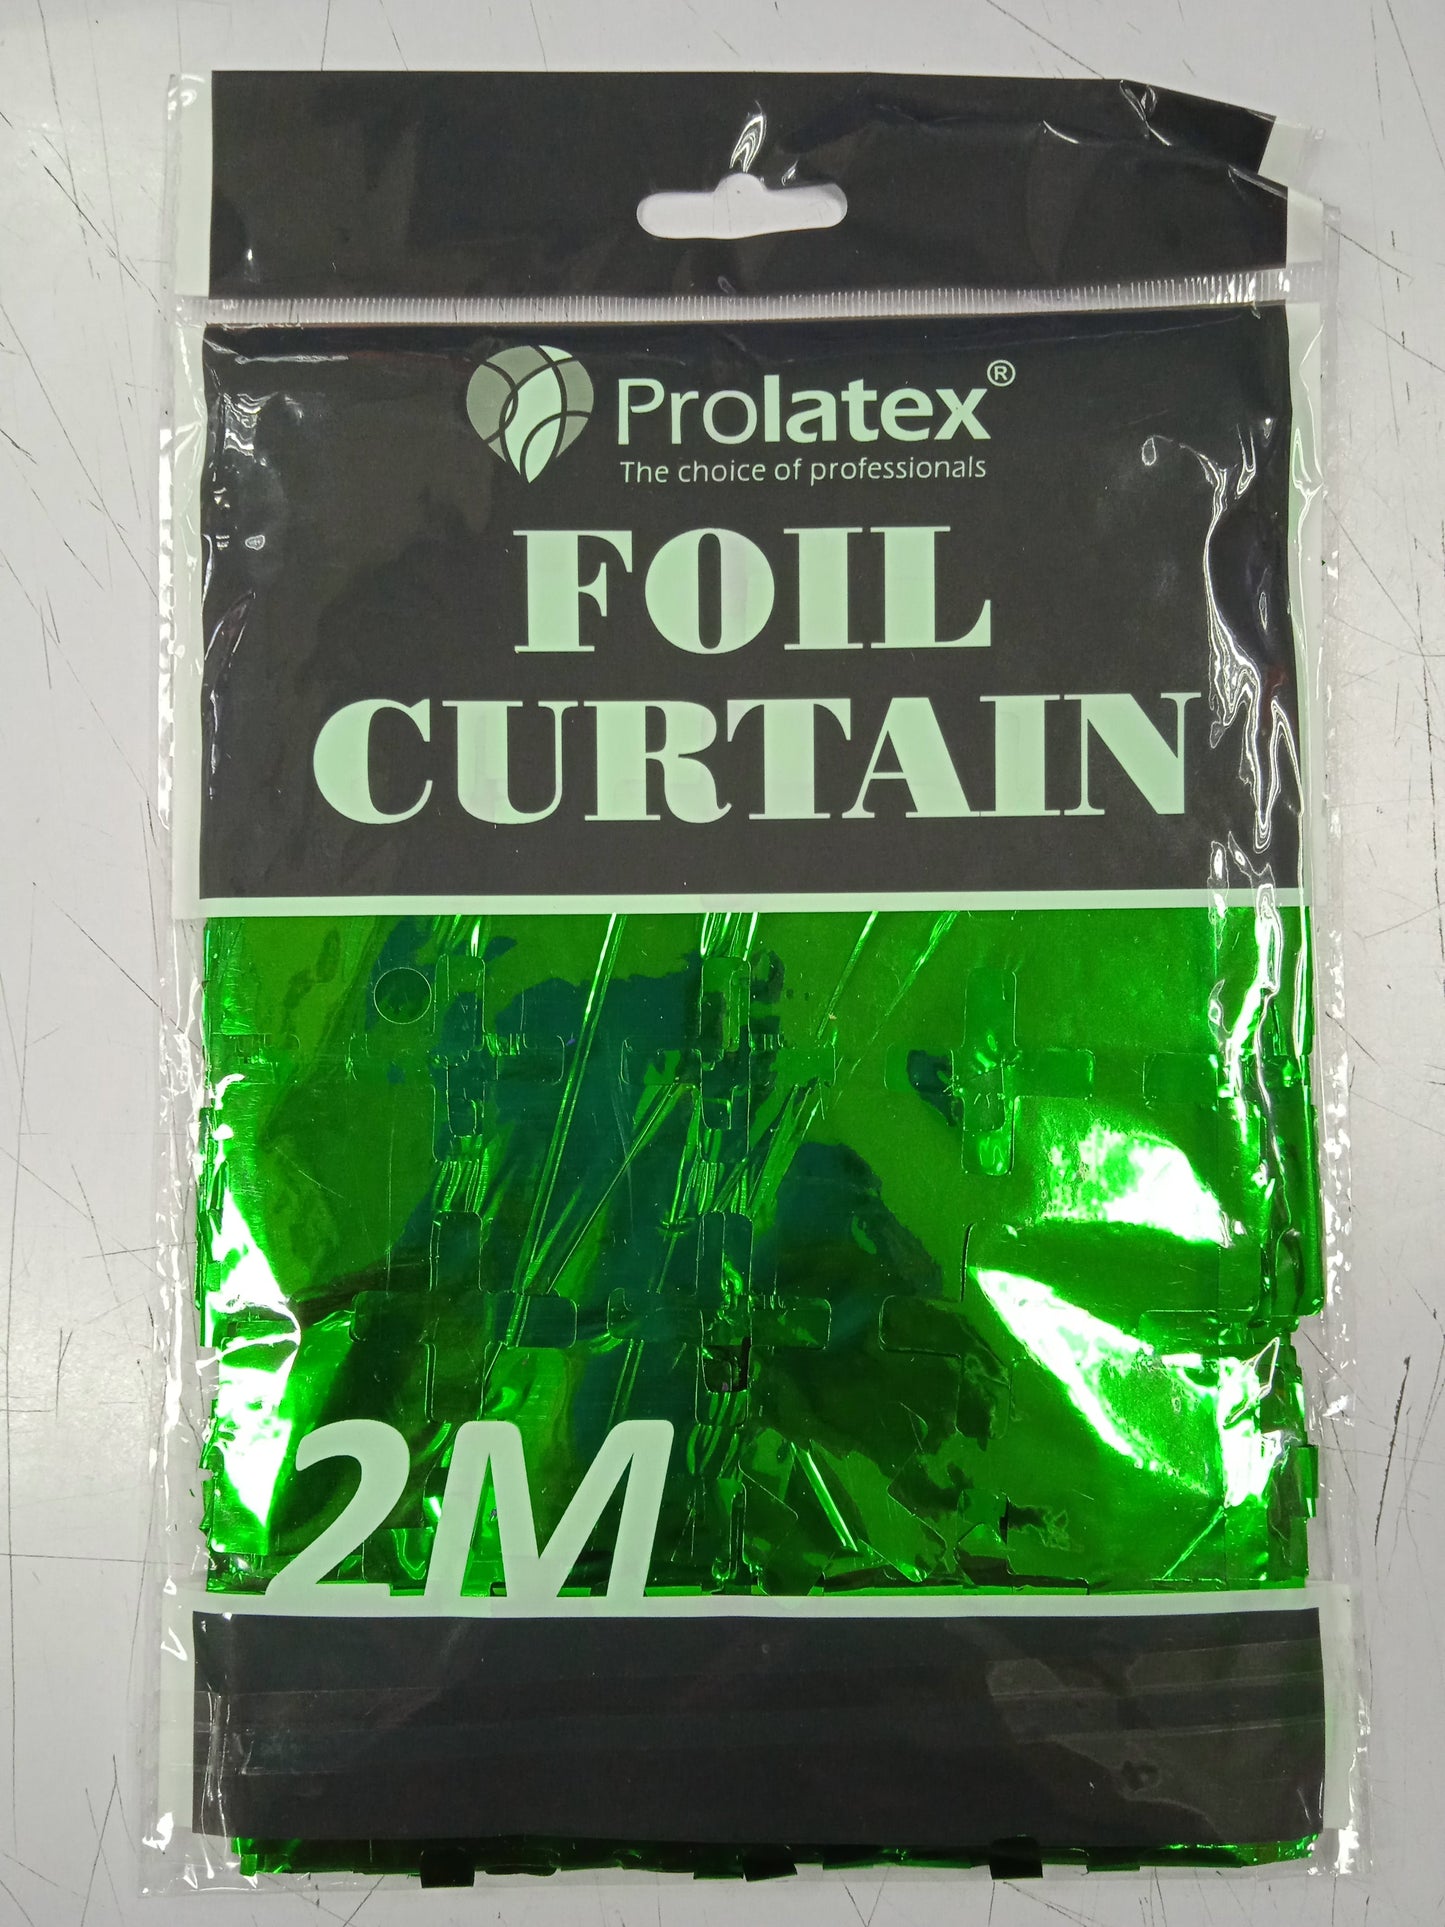 Prolatex®
The choice of professionals
FOIL
CURTAIN
2M